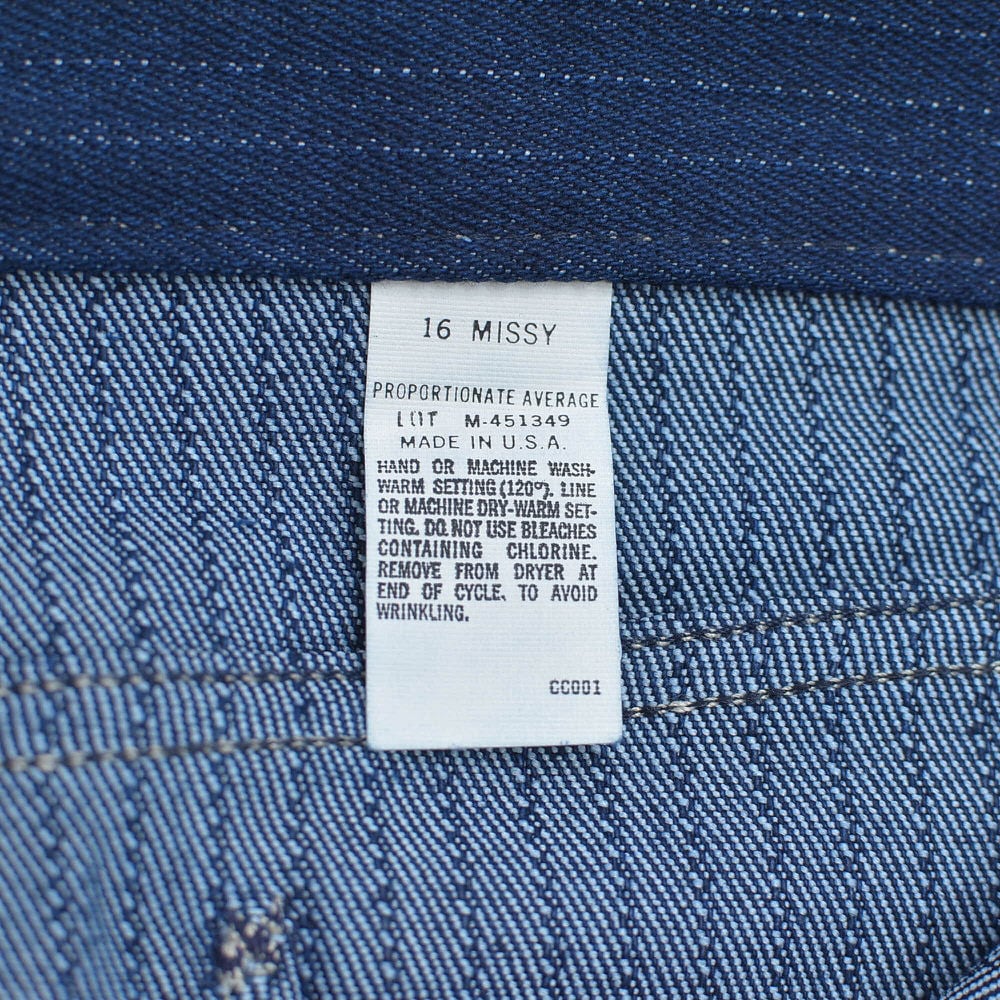 16 MISSY
PROPORTIONATE AVERAGE
LOT M-451349
MADE IN U.S.A.
HAND OR MACHINE WASH-
WARM SETTING (120°). LINE
OR MACHINE DRY-WARM SET-
TING. DO NOT USE BLEACHES
CONTAINING CHLORINE.
REMOVE FROM DRYER AT
END OF CYCLE, TO AVOID
WRINKLING.
CC001